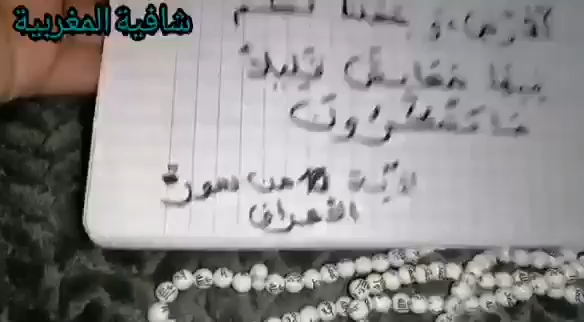 شافية المغربية
الأرض و جعلنا لكم
فيها معايش قليلا
ما تشكرون
الآية 10 من سورة
الأعراف